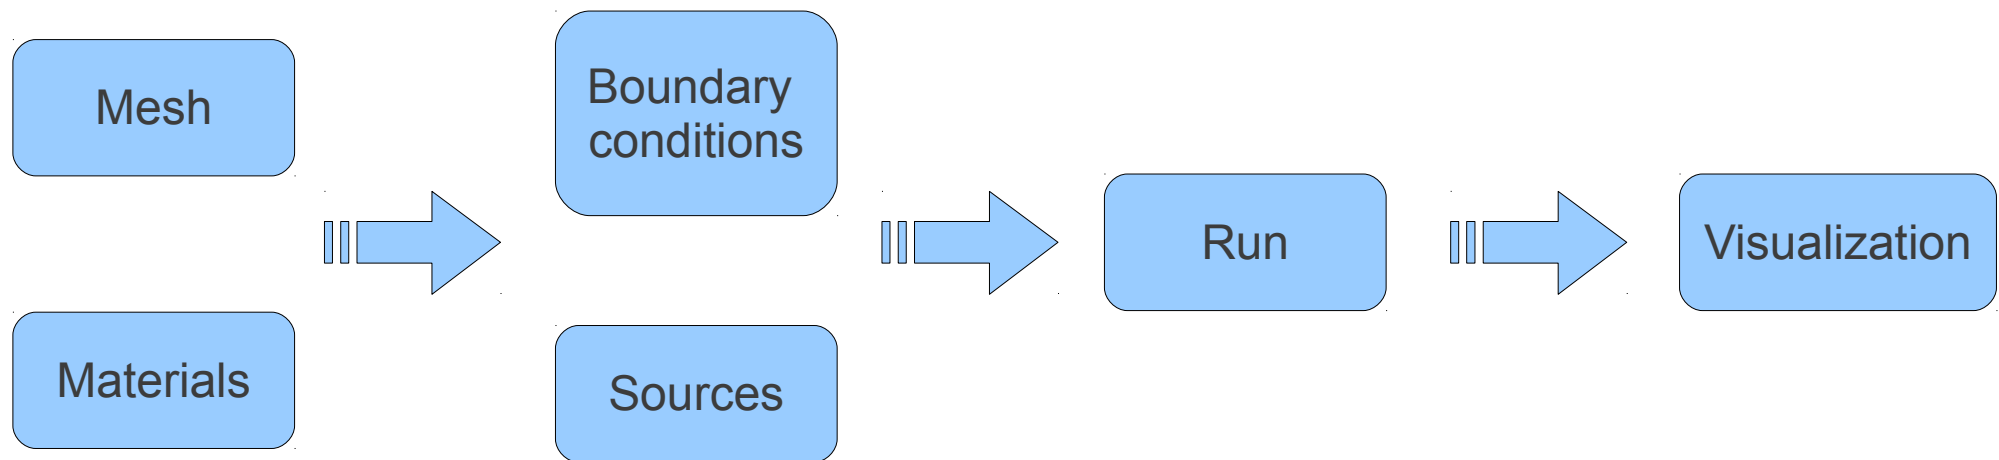 Mesh
Materials
Boundary
conditions
Sources
Run
Visualization